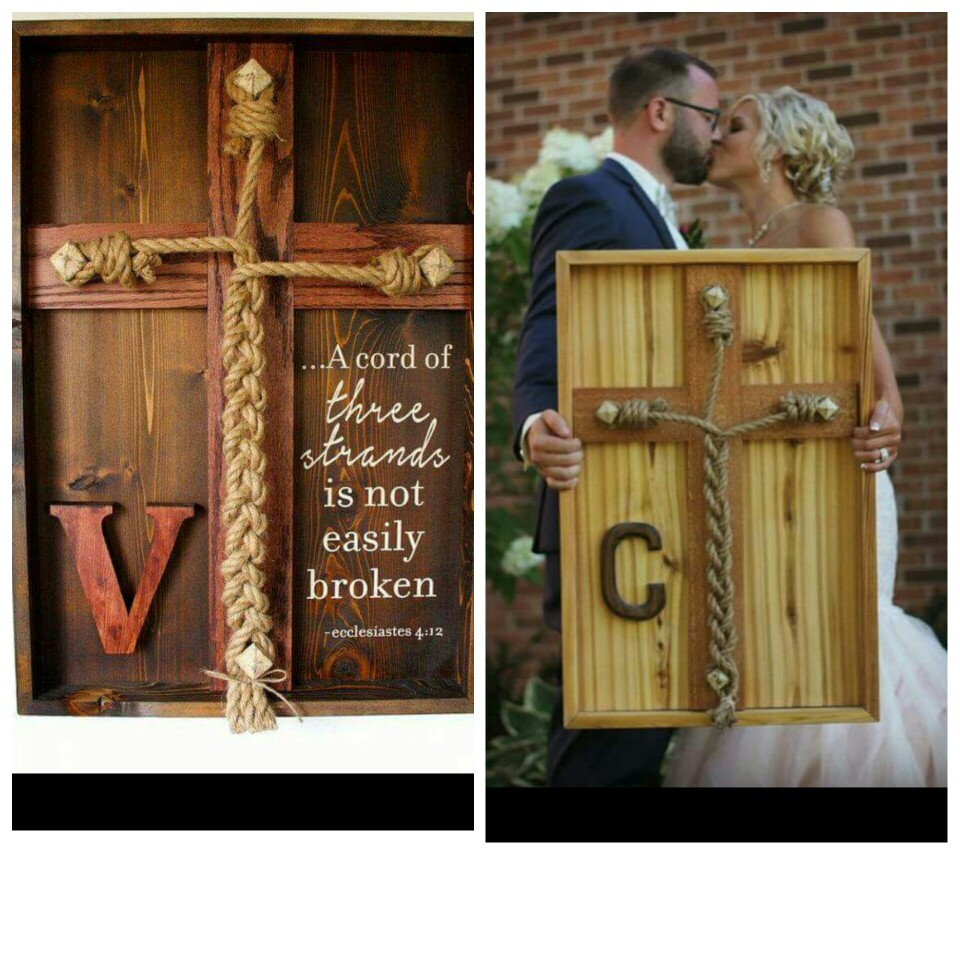 ...A cord of
three
strands
is not
easily
broken
-ecclesiastes 4:12
V
C